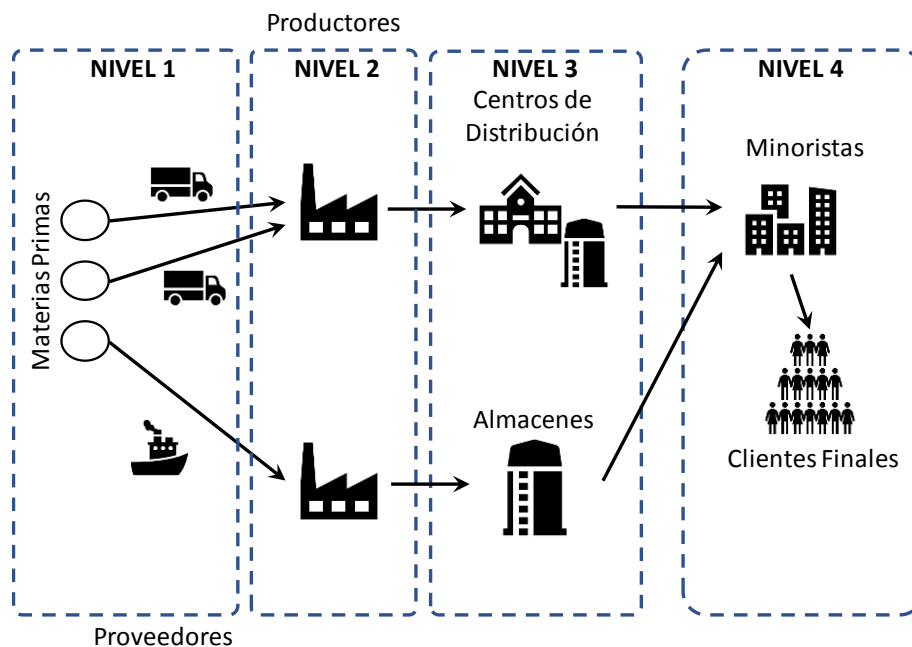 Productores
NIVEL 1
NIVEL 2
NIVEL 3
NIVEL 4
Centros de
Distribución
Minoristas
Materias Primas
Almacenes
Clientes Finales
Proveedores